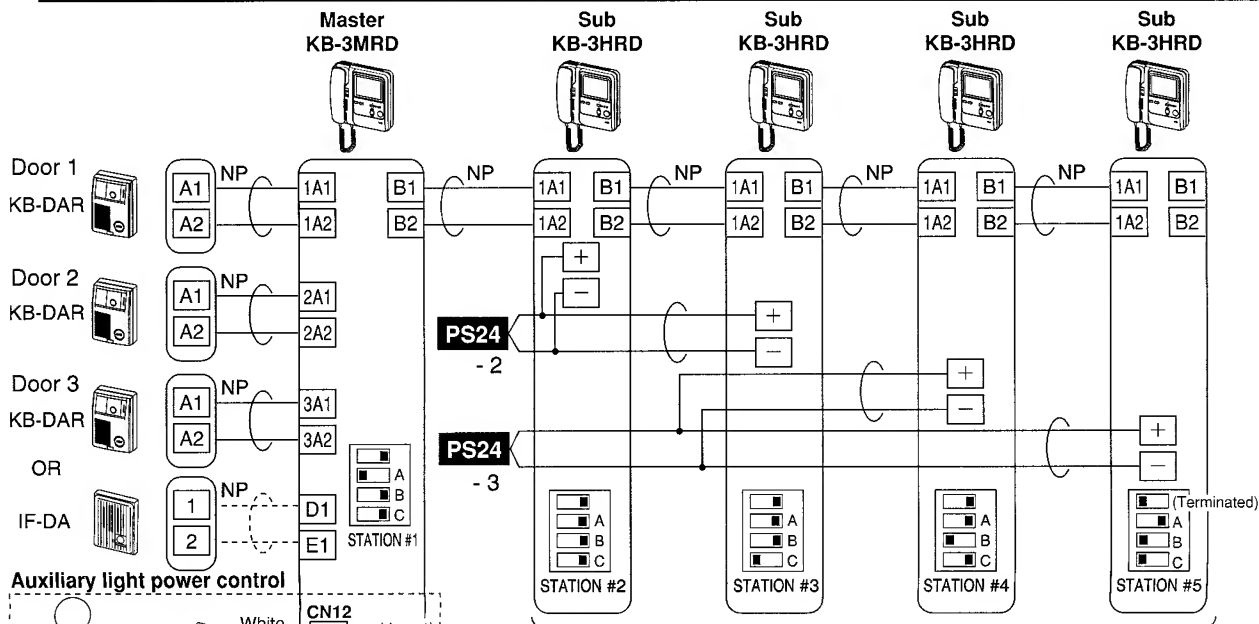 Master
KB-3MRD
Sub
KB-3HRD
Sub
KB-3HRD
Sub
KB-3HRD
Sub
KB-3HRD
Door 1
KB-DAR
A1
A2
NP
1A1
1A2
B1
B2
NP
1A1
1A2
B1
B2
NP
1A1
1A2
B1
B2
NP
1A1
1A2
B1
B2
NP
1A1
1A2
B1
B2
+
−
Door 2
KB-DAR
A1
A2
NP
2A1
2A2
PS24
- 2
+
−
Door 3
KB-DAR
A1
A2
NP
3A1
3A2
+
−
PS24
- 3
+
−
OR
IF-DA
1
2
NP
D1
E1
A
B
C
STATION #1
A
B
C
STATION #2
A
B
C
STATION #3
A
B
C
STATION #4
(Terminated)
A
B
C
STATION #5
Auxiliary light power control
White
CN12